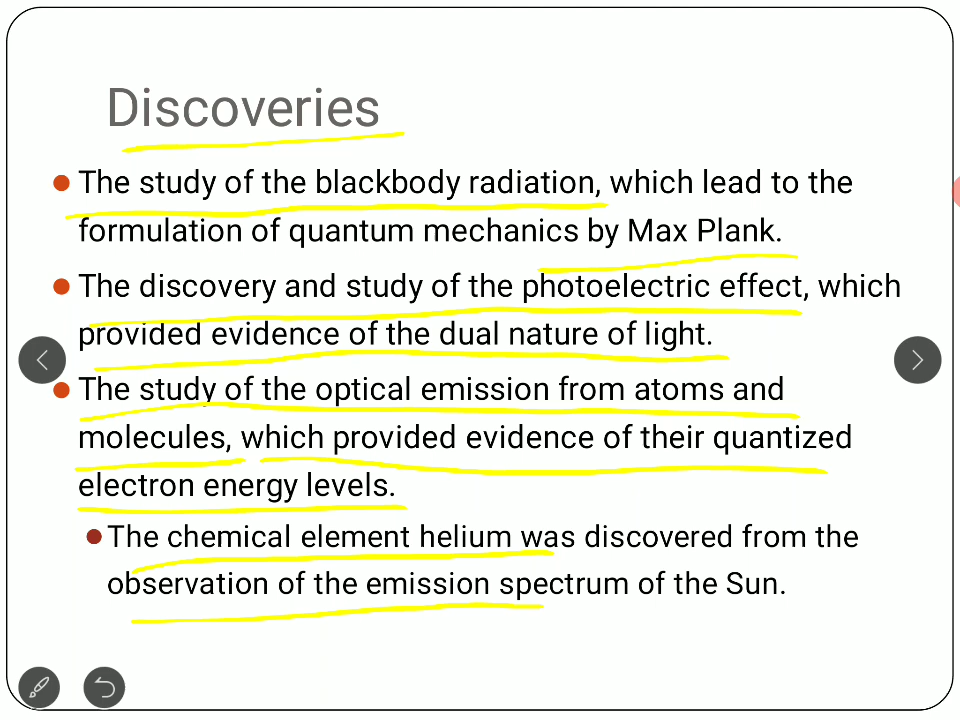 Discoveries
The study of the blackbody radiation, which lead to the
formulation of quantum mechanics by Max Plank.
The discovery and study of the photoelectric effect, which
provided evidence of the dual nature of light.
The study of the optical emission from atoms and
molecules, which provided evidence of their quantized
electron energy levels.
The chemical element helium was discovered from the
observation of the emission spectrum of the Sun.